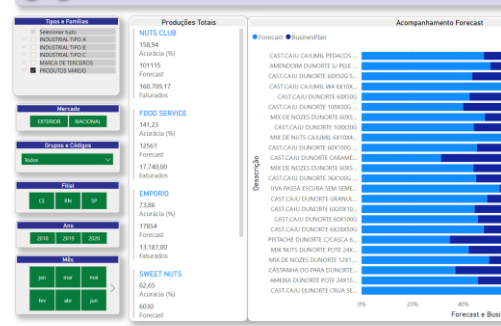 Tipos e Famílias
Selecionar tudo
INDUSTRIAL TIPO A
INDUSTRIAL TIPO B
INDUSTRIAL TIPO C
MARCA DE TERCEIROS
PRODUTOS VAREJO
Mercado
EXTERIOR NACIONAL
Grupos e Códigos
Todos
Filial
CE RN SP
Ano
2018 2019 2020
Mês
jan mar mai
fev abr jun
Produções Totais
NUTS CLUB
158,94
Acurácia (%)
101115
Forecast
160.709,17
Faturados
FOOD SERVICE
141,23
Acurácia (%)
12561
Forecast
17.740,00
Faturados
EMPORIO
73,86
Acurácia (%)
17854
Forecast
13.187,00
Faturados
SWEET NUTS
62,65
Acurácia (%)
6030
Forecast
Acompanhamento Forecast
Forecast BusinesPlan
Desscrição
CAST.CAJU CAJUMIL PEDACOS ...
AMENDOIM DUNORTE S/ PELE ...
CAST.CAJU DUNORTE 60X50G S...
CAST.CAJU CAJUMIL W4 6X10X...
CAST.CAJU DUNORTE 60X50G
CAST.CAJU DUNORTE 108X30G ...
MIX DE NOZES DUNORTE 60X5...
CAST.CAJU DUNORTE 108X30G
MIX DE NUTS CAJUMIL 6X10X4...
CAST.CAJU DUNORTE 60X100G ...
CAST.CAJU DUNORTE CARAME...
MIX DE NOZES DUNORTE 60X5...
CAST.CAJU DUNORTE 36X100G ...
UVA PASSA ESCURA SEM SEME...
CAST.CAJU DUNORTE GRANUL...
CAST.CAJU DUNORTE 6X20X10...
CAST.CAJU DUNORTE 60X100G
CAST.CAJU DUNORTE 6X20X50G
PISTACHE DUNORTE C/CASCA 6...
MIX NUTS DUNORTE POTE 24X...
MIX DE NOZES DUNORTE 12X1...
CASTANHA DO PARA DUNORTE...
AMEIXA DUNORTE POTE 24X15...
CAST.CAJU DUNORTE CRUA SE...
0% 20% 40%
Forecast e Busi